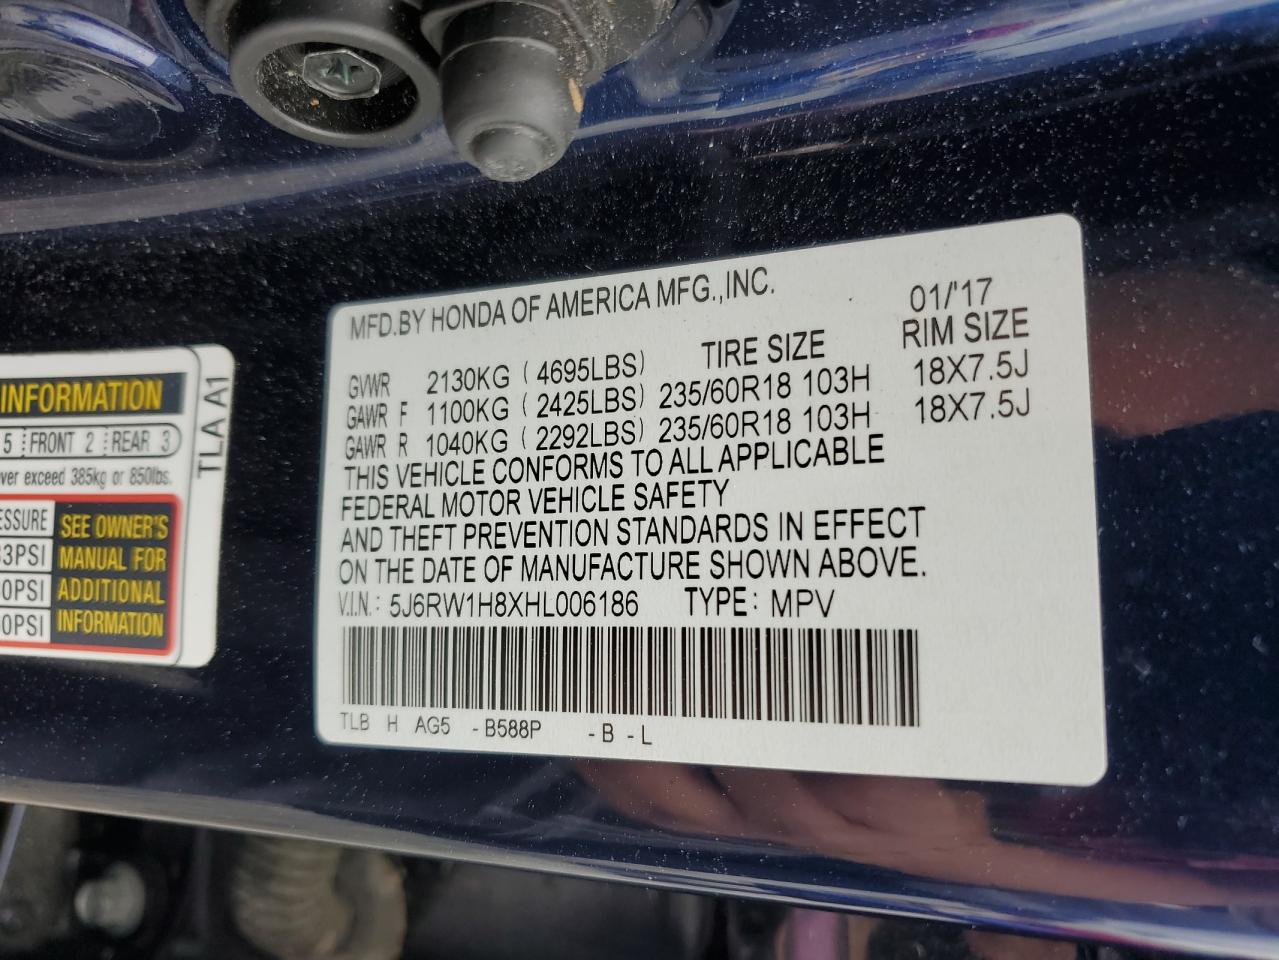 MFD.BY HONDA OF AMERICA MFG.,INC. 01/'17
TIRE SIZE RIM SIZE
GVWR 2130KG ( 4695LBS)
GAWR F 1100KG ( 2425LBS) 235/60R18 103H 18X7.5J
GAWR R 1040KG ( 2292LBS) 235/60R18 103H 18X7.5J
THIS VEHICLE CONFORMS TO ALL APPLICABLE
FEDERAL MOTOR VEHICLE SAFETY
AND THEFT PREVENTION STANDARDS IN EFFECT
ON THE DATE OF MANUFACTURE SHOWN ABOVE.
V.I.N.: 5J6RW1H8XHL006186 TYPE: MPV
TLB H AG5 -B588P -B -L
INFORMATION
5 FRONT 2 REAR 3
ver exceed 385kg or 850lbs.
ESSURE
33PSI
0PSI
60PSI
SEE OWNER'S
MANUAL FOR
ADDITIONAL
INFORMATION
TLA A1